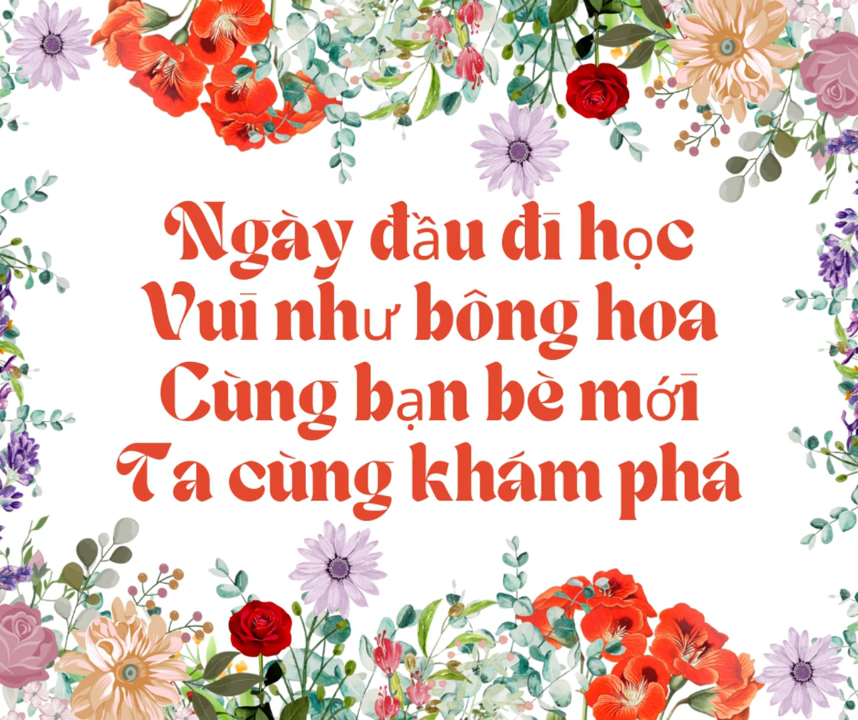 Ngày đầu đi học
Vui như bông hoa
Cùng bạn bè mới
Ta cùng khám phá